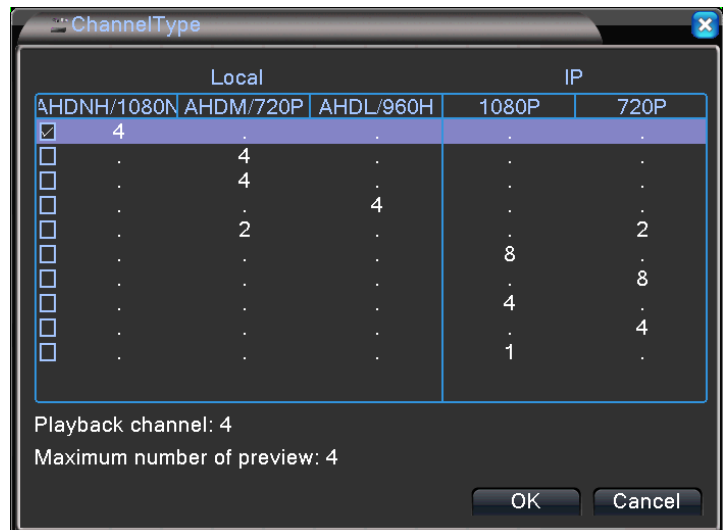 ChannelType
Local IP
AHDNH/1080N AHDM/720P AHDL/960H 1080P 720P
4 . . . .
. 4 . . .
. 4 . . .
. . 4 . .
. 2 . . 2
. . . 8 .
. . . . 8
. . . 4 .
. . . . 4
. . . 1 .
Playback channel: 4
Maximum number of preview: 4
OK Cancel